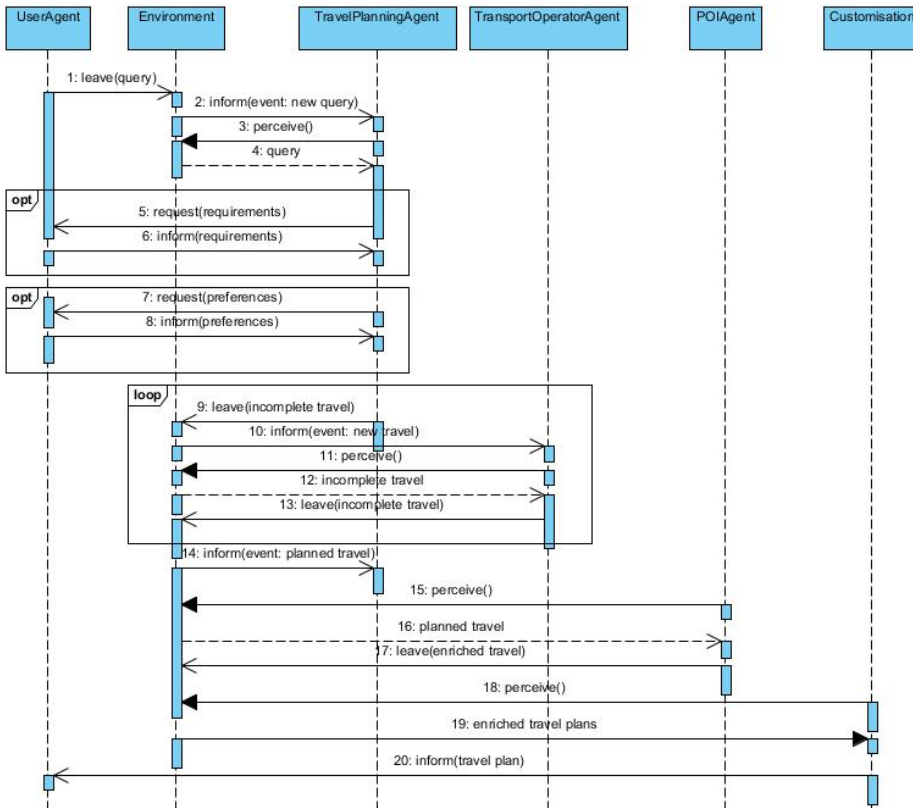 UserAgent
Environment
TravelPlanningAgent
TransportOperatorAgent
POIAgent
Customisation
1: leave(query)
2: inform(event: new query)
3: perceive()
4: query
opt
5: request(requirements)
6: inform(requirements)
opt
7: request(preferences)
8: inform(preferences)
loop
9: leave(incomplete travel)
10: inform(event: new travel)
11: perceive()
12: incomplete travel
13: leave(incomplete travel)
14: inform(event: planned travel)
15: perceive()
16: planned travel
17: leave(enriched travel)
18: perceive()
19: enriched travel plans
20: inform(travel plan)